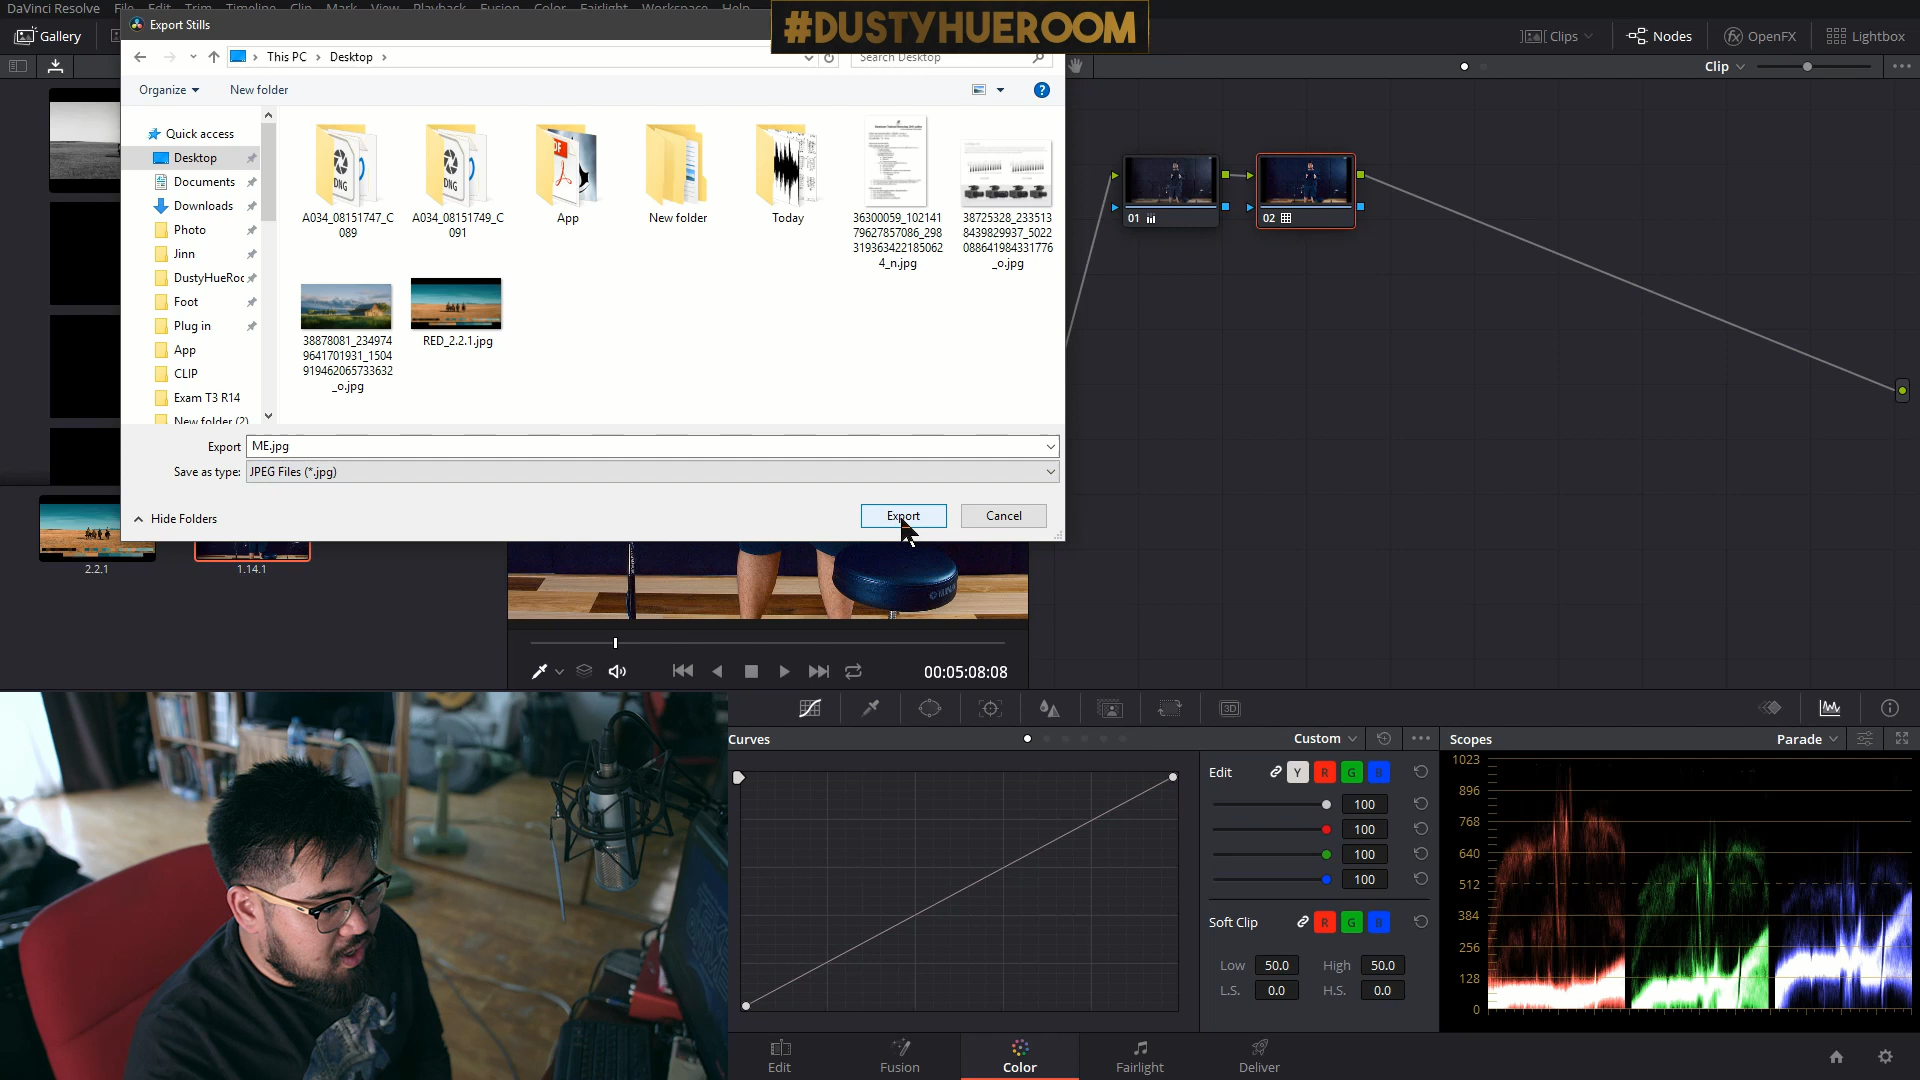 DaVinci Resolve File Edit Trim Timeline Clip Mark View Playback Fusion Color Fairlight Workspace Help
#DUSTYHUEROOM
Export Stills
Gallery
Clips
Nodes
OpenFX
Lightbox
This PC
Desktop
Search Desktop
Clip
Organize
New folder
Quick access
Desktop
Documents
Downloads
Photo
Jinn
DustyHueRoo
Foot
Plug in
App
CLIP
Exam T3 R14
New folder (2)
DNG
DNG
A034_08151747_C
089
A034_08151749_C
091
App
New folder
Today
36300059_102141
79627857086_298
319363422185062
4_n.jpg
38725328_233513
8439829937_5022
088641984331776
_o.jpg
38878081_234974
9641701931_1504
919462065733632
_o.jpg
RED_2.2.1.jpg
01
02
Export
ME.jpg
Save as type:
JPEG Files (*.jpg)
Hide Folders
Export
Cancel
2.2.1
1.14.1
00:05:08:08
3D
Curves
Custom
Scopes
Parade
Edit
Y R G B
100
100
100
100
Soft Clip
R G B
Low 50.0 High 50.0
L.S. 0.0 H.S. 0.0
1023
896
768
640
512
384
256
128
0
Edit
Fusion
Color
Fairlight
Deliver